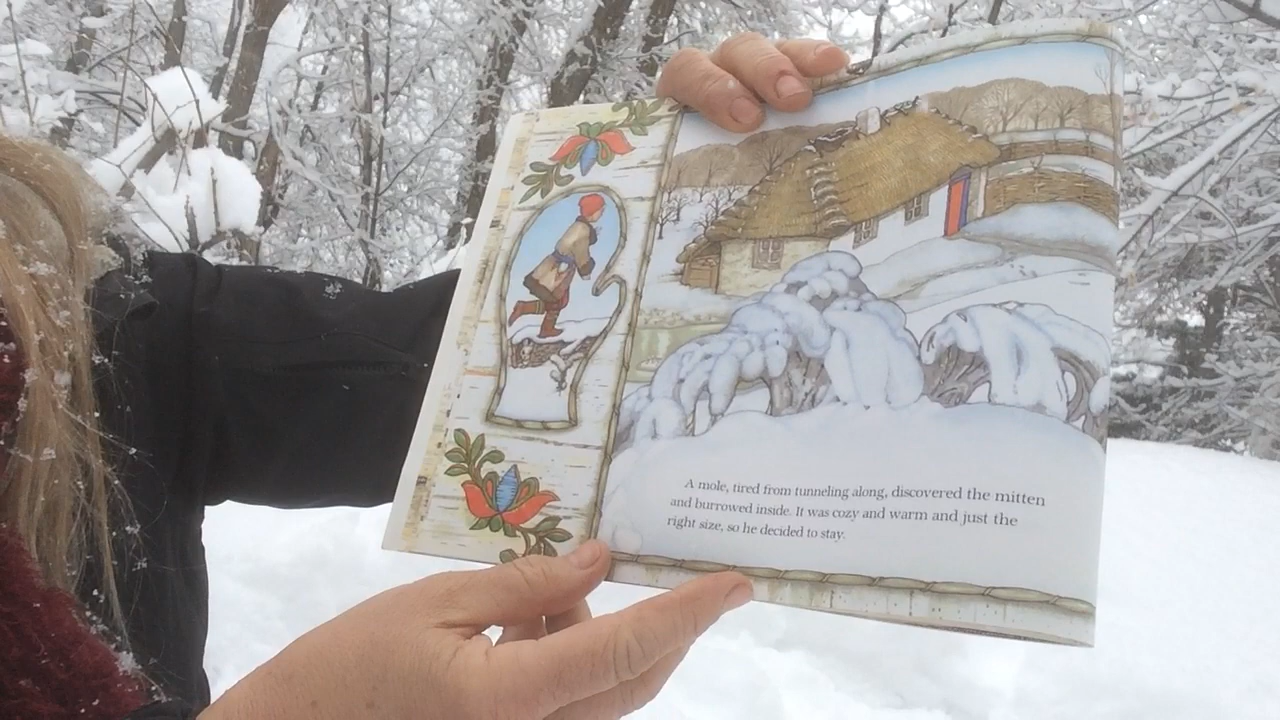 A mole, tired from tunneling along, discovered the mitten
and burrowed inside. It was cozy and warm and just the
right size, so he decided to stay.